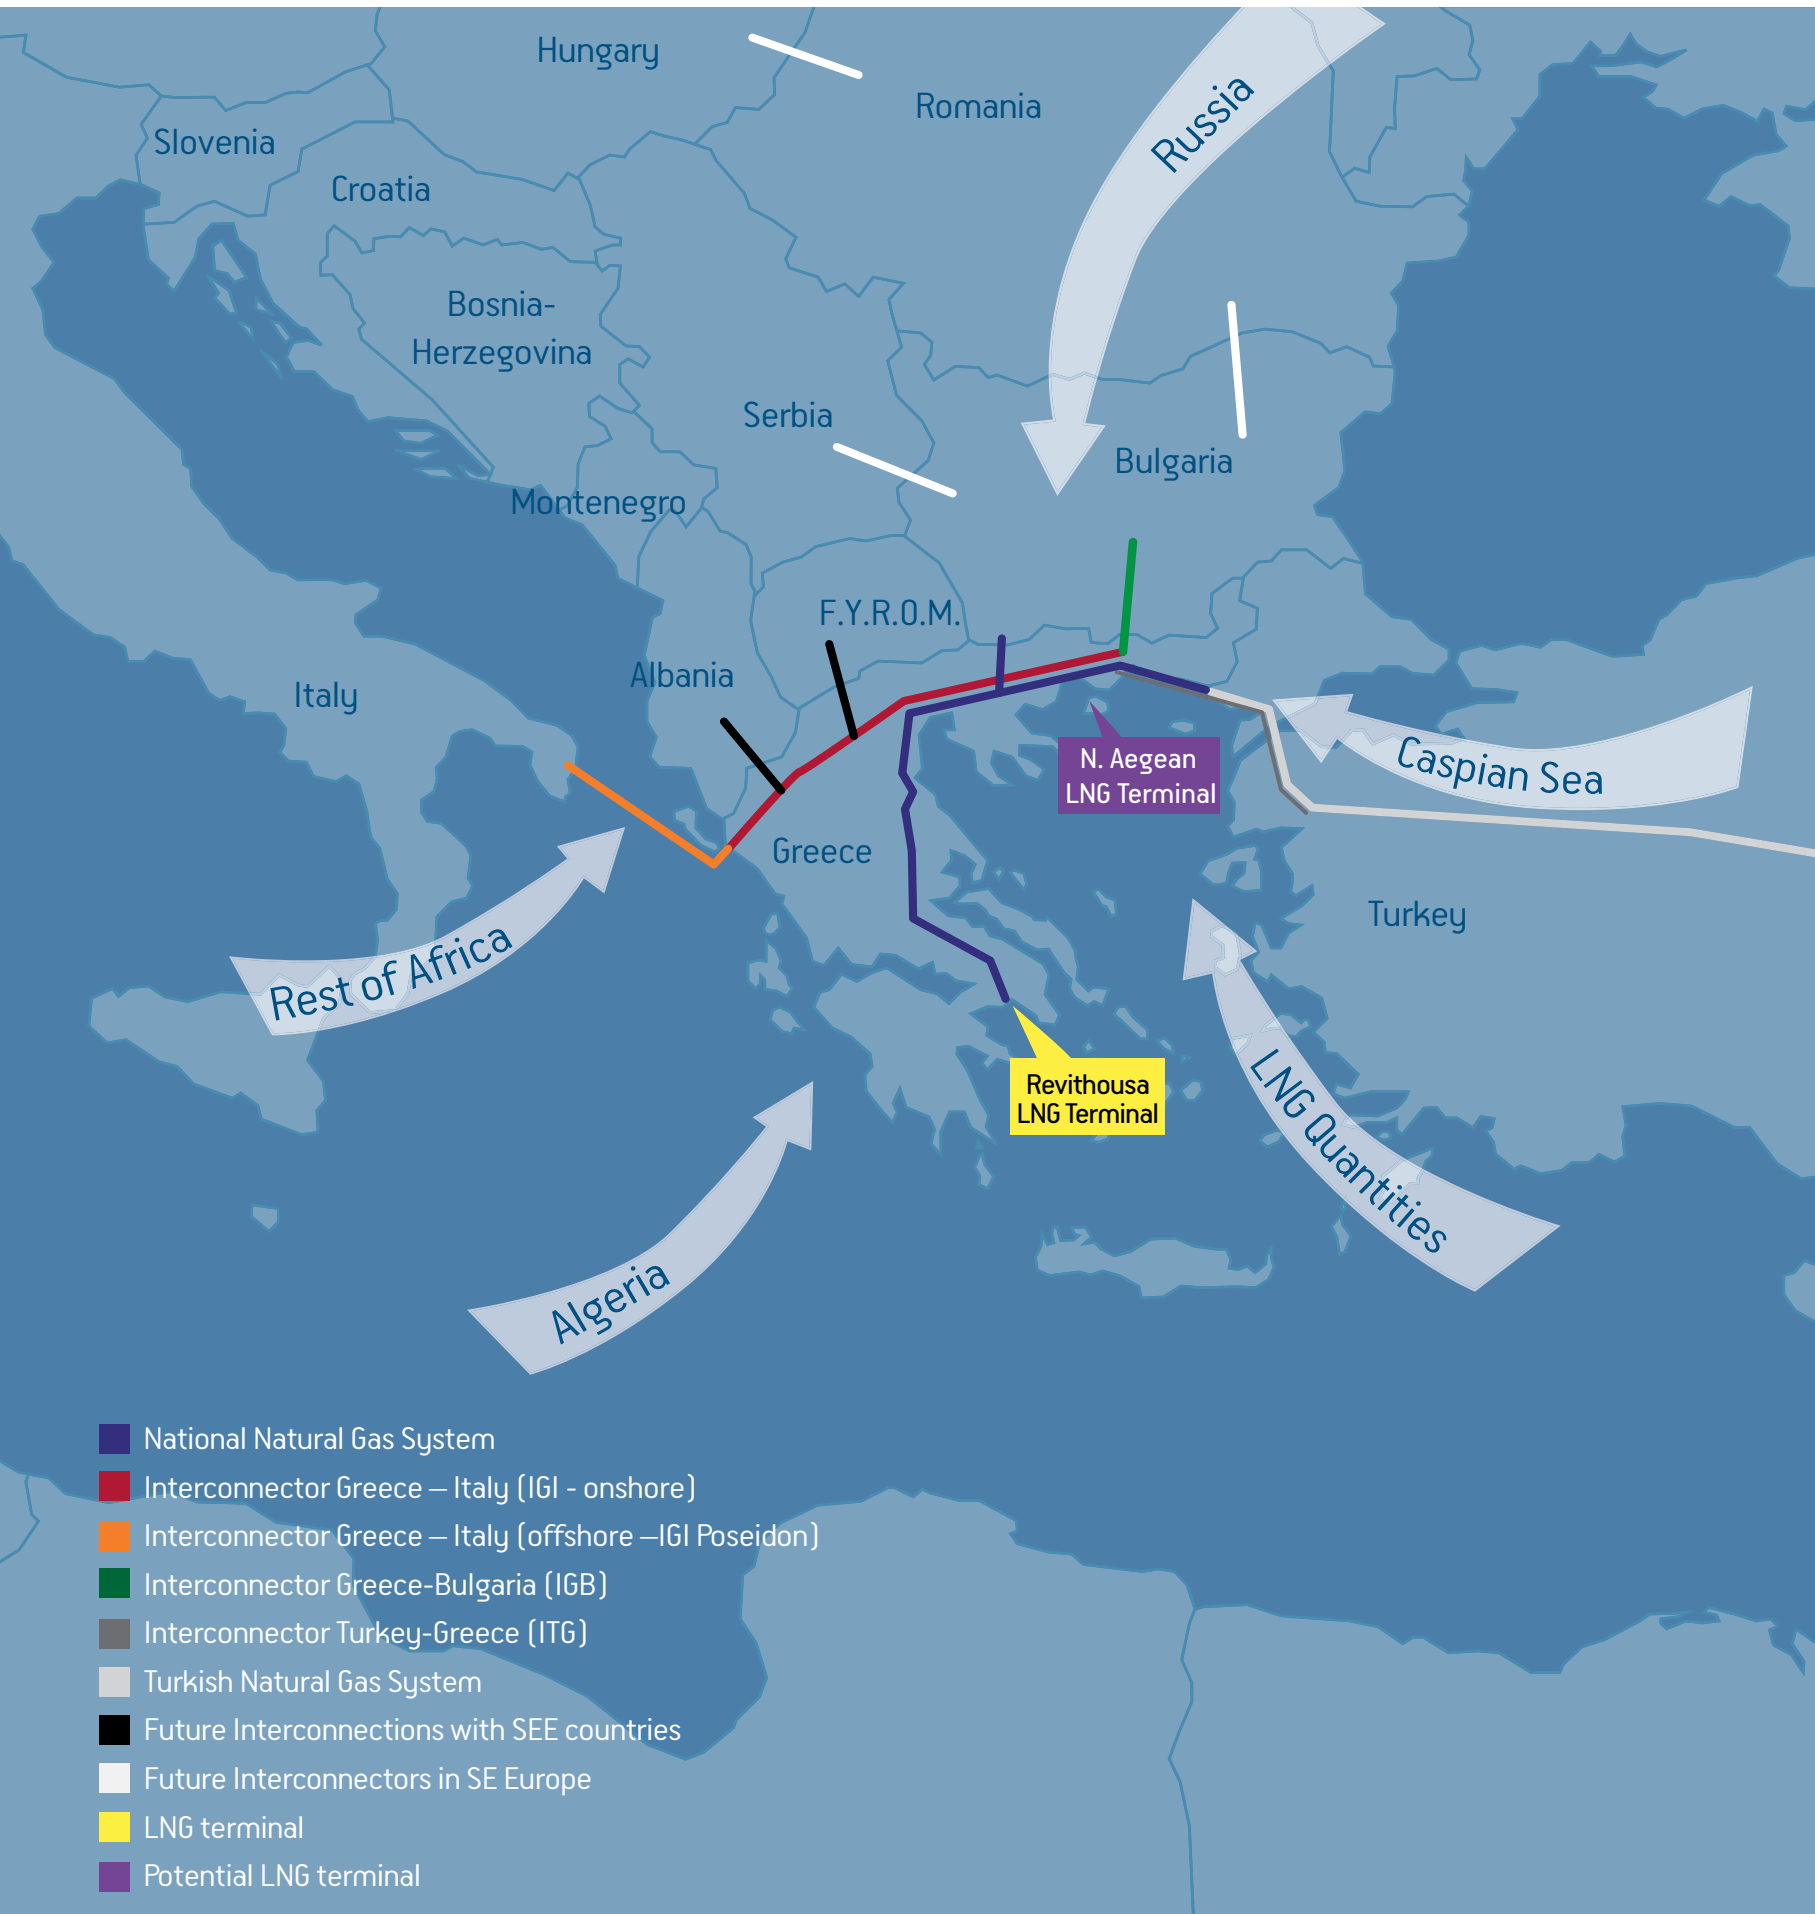 Hungary
Romania
Russia
Slovenia
Croatia
Bosnia-
Herzegovina
Serbia
Bulgaria
Montenegro
F.Y.R.O.M.
Albania
Italy
N. Aegean
LNG Terminal
Caspian Sea
Greece
Turkey
Rest of Africa
Revithousa
LNG Terminal
LNG Quantities
Algeria
National Natural Gas System
Interconnector Greece – Italy (IGI - onshore)
Interconnector Greece – Italy (offshore –IGI Poseidon)
Interconnector Greece-Bulgaria (IGB)
Interconnector Turkey-Greece (ITG)
Turkish Natural Gas System
Future Interconnections with SEE countries
Future Interconnectors in SE Europe
LNG terminal
Potential LNG terminal